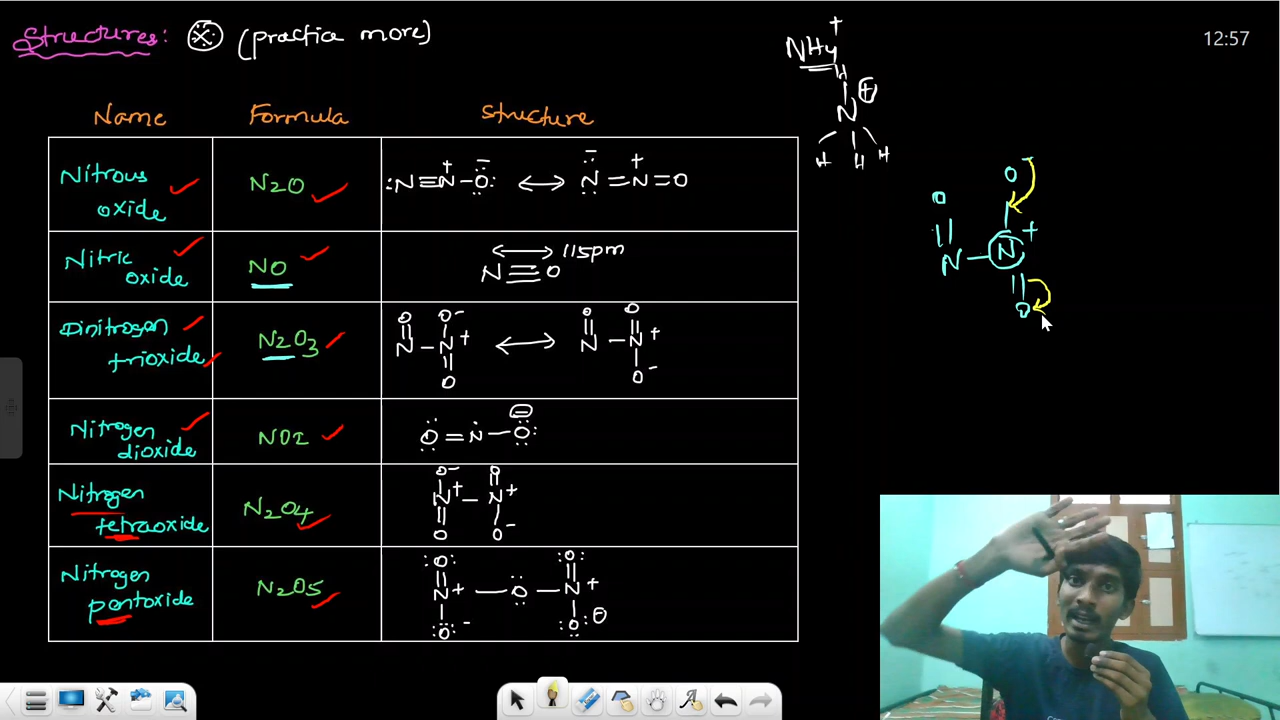 Structures: (practice more)
12:57
NH4+
H
N +
H H H
Name Formula Structure
Nitrous oxide N2O :N≡N+-O:- ↔ N-=N+=O
Nitric oxide NO 115pm
N≡O
Dinitrogen trioxide N2O3 O O-
N - N+ ↔ N - N+
O O O O-
Nitrogen dioxide NO2 O=N-O: -
Nitrogen tetraoxide N2O4 O- O
N+ - N+
O O-
Nitrogen pentoxide N2O5 :O: :O:
N+ - O - N+
:O: - :O: -
O O-
N - N+
O